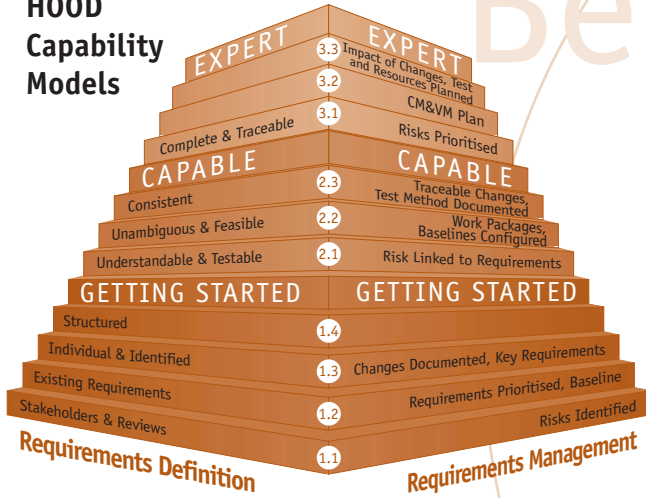 HOOD
Capability
Models
Be
EXPERT
EXPERT
3.3
Impact of Changes, Test
and Resources Planned
3.2
CM&VM Plan
3.1
Complete & Traceable
Risks Prioritised
CAPABLE
CAPABLE
2.3
Consistent
Traceable Changes,
Test Method Documented
2.2
Unambiguous & Feasible
Work Packages,
Baselines Configured
2.1
Understandable & Testable
Risk Linked to Requirements
GETTING STARTED
GETTING STARTED
Structured
1.4
Individual & Identified
1.3
Changes Documented, Key Requirements
Existing Requirements
1.2
Requirements Prioritised, Baseline
Stakeholders & Reviews
1.1
Risks Identified
Requirements Definition
Requirements Management